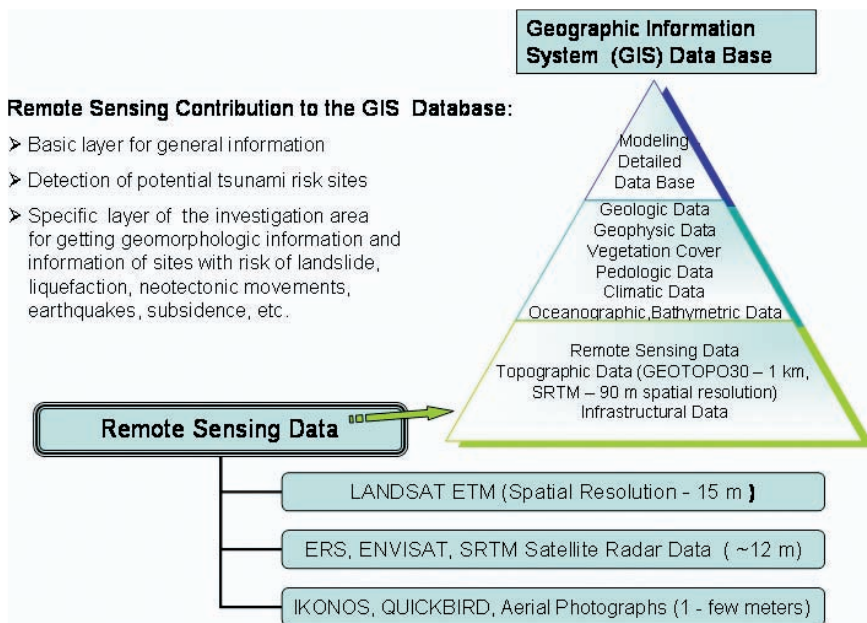 Geographic Information
System (GIS) Data Base
Remote Sensing Contribution to the GIS Database:
➢ Basic layer for general information
➢ Detection of potential tsunami risk sites
➢ Specific layer of the investigation area
for getting geomorphologic information and
information of sites with risk of landslide,
liquefaction, neotectonic movements,
earthquakes, subsidence, etc.
Modeling -
Detailed
Data Base
Geologic Data
Geophysic Data
Vegetation Cover
Pedologic Data
Climatic Data
Oceanographic,Bathymetric Data
Remote Sensing Data
Topographic Data (GEOTOPO30 – 1 km,
SRTM – 90 m spatial resolution)
Infrastructural Data
Remote Sensing Data
LANDSAT ETM (Spatial Resolution - 15 m )
ERS, ENVISAT, SRTM Satellite Radar Data ( ~12 m)
IKONOS, QUICKBIRD, Aerial Photographs (1 - few meters)